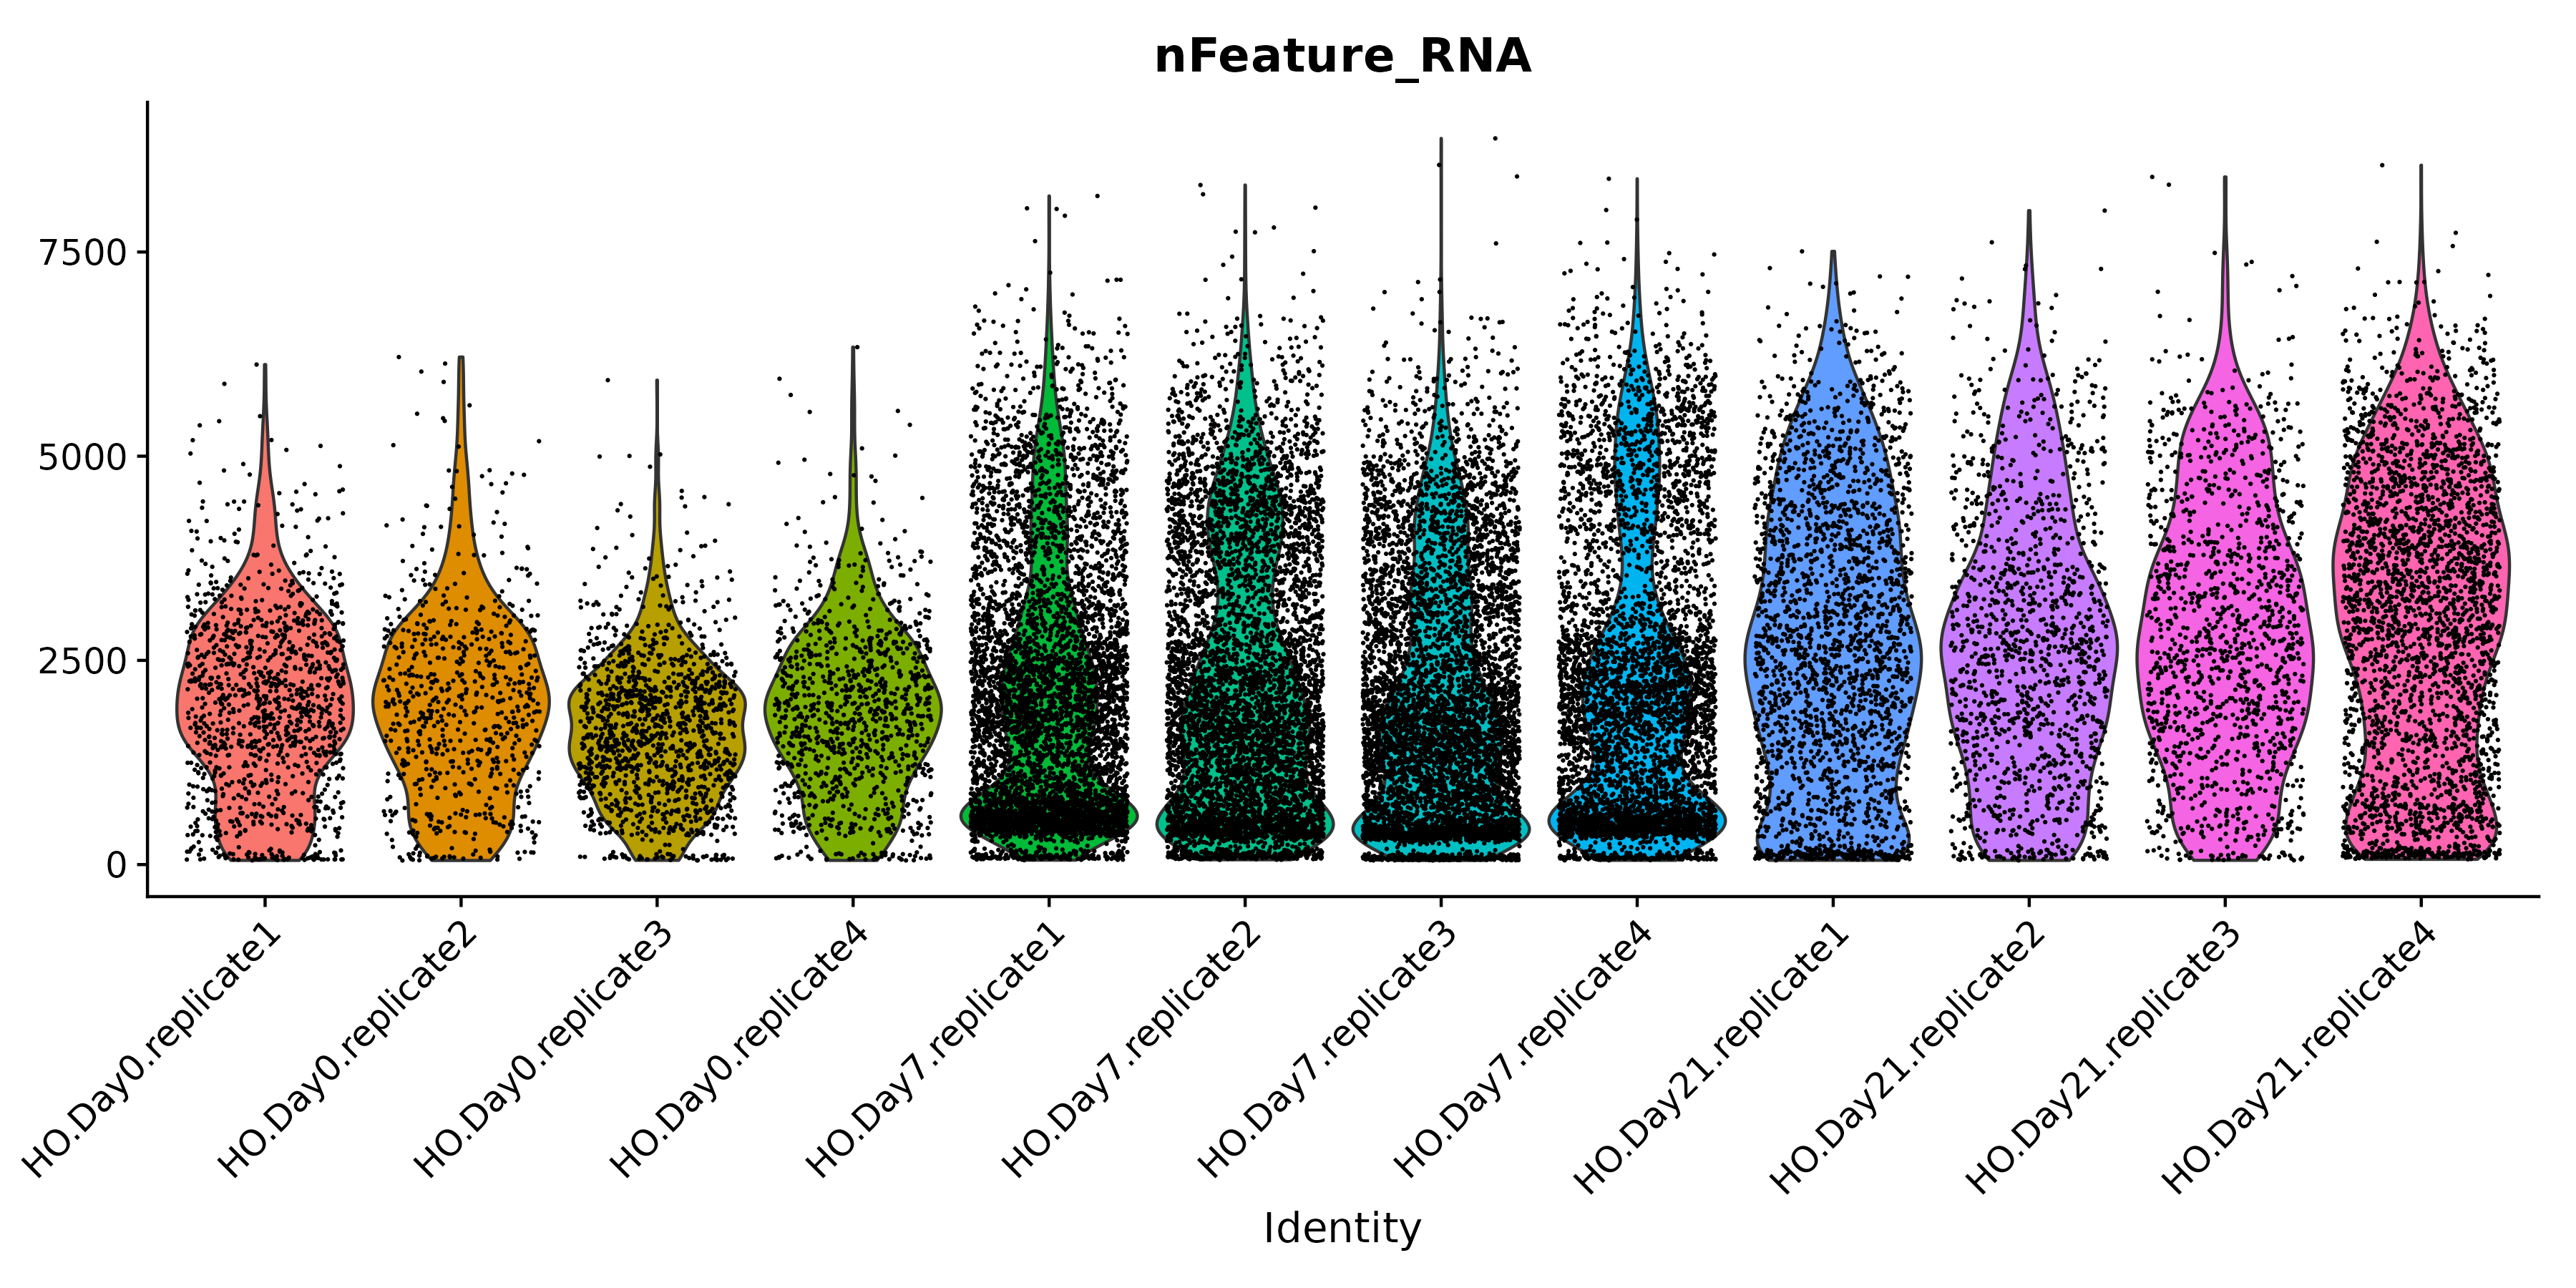 nFeature_RNA
7500
5000
2500
0
HO.Day0.replicate1
HO.Day0.replicate2
HO.Day0.replicate3
HO.Day0.replicate4
HO.Day7.replicate1
HO.Day7.replicate2
HO.Day7.replicate3
HO.Day7.replicate4
HO.Day21.replicate1
HO.Day21.replicate2
HO.Day21.replicate3
HO.Day21.replicate4
Identity